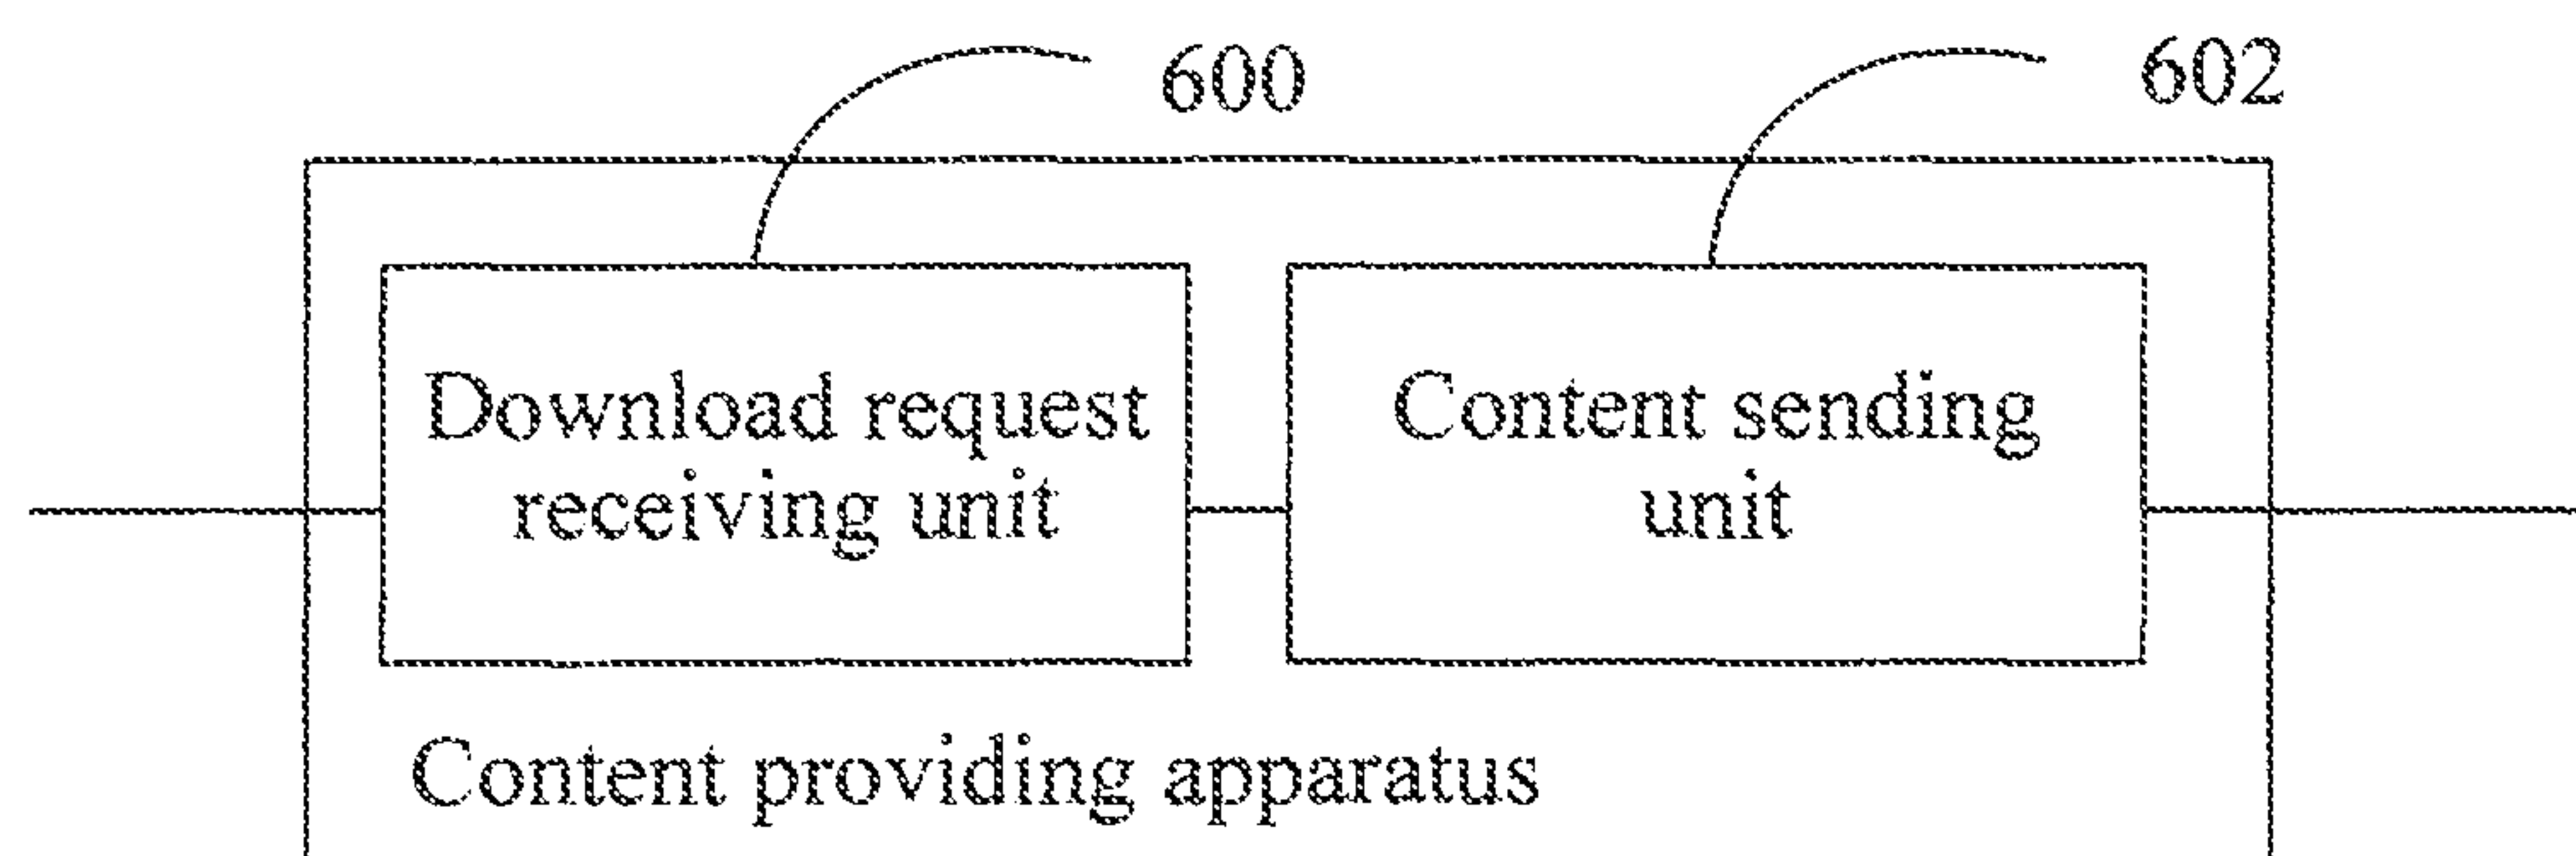 600
602
Download request
receiving unit
Content sending
unit
Content providing apparatus